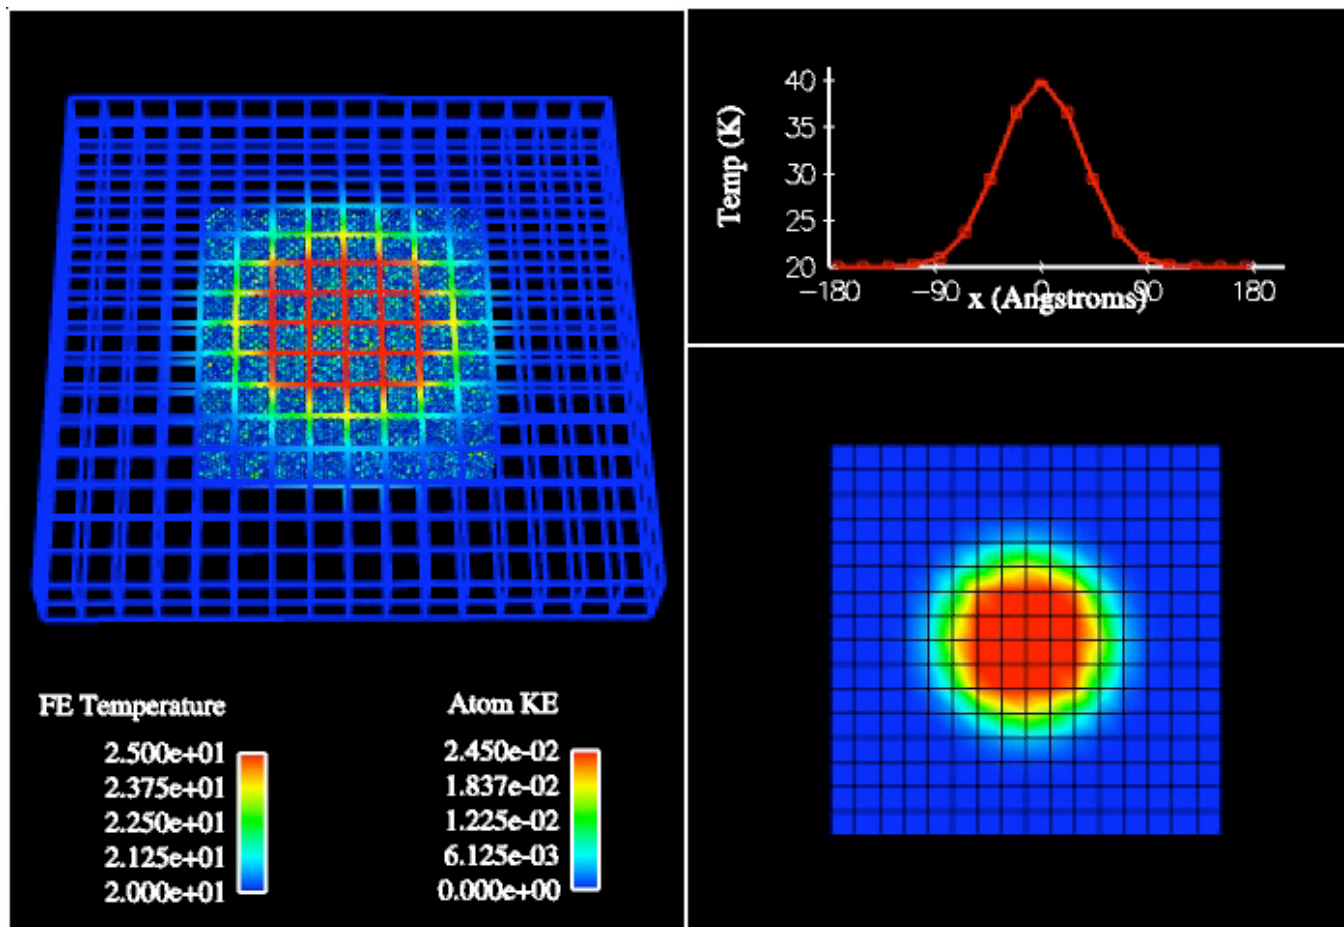 FE Temperature
2.500e+01
2.375e+01
2.250e+01
2.125e+01
2.000e+01
Atom KE
2.450e-02
1.837e-02
1.225e-02
6.125e-03
0.000e+00
Temp (K)
40
35
30
25
20
−180 −90 0 90 180
x (Angstroms)